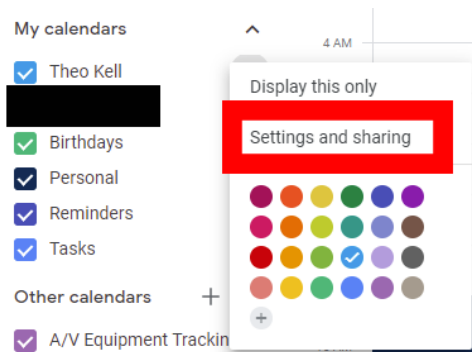 My calendars
4 AM
Theo Kell
Display this only
Settings and sharing
Birthdays
Personal
Reminders
Tasks
Other calendars
A/V Equipment Trackin